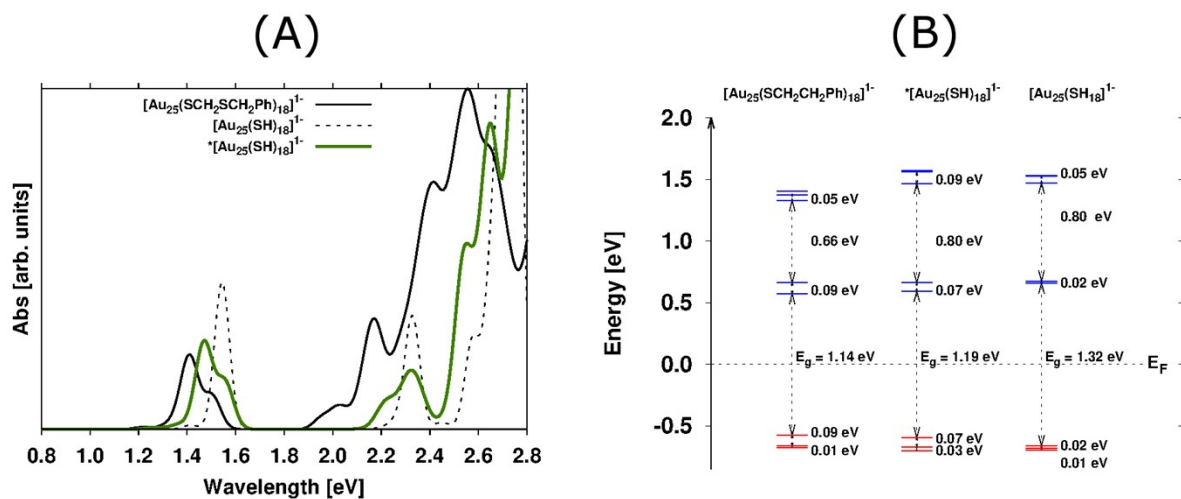 (A)
[Au25(SCH2SCH2Ph)18]1-
[Au25(SH)18]1-
*[Au25(SH)18]1-
Abs [arb. units]
0.8 1.0 1.2 1.4 1.6 1.8 2.0 2.2 2.4 2.6 2.8
Wavelength [eV]
(B)
[Au25(SCH2CH2Ph)18]1- *[Au25(SH)18]1- [Au25(SH18]1-
Energy [eV]
2.0
1.5
1.0
0.5
0.0
-0.5
0.05 eV 0.09 eV 0.05 eV
0.66 eV 0.80 eV 0.80 eV
0.09 eV 0.07 eV 0.02 eV
Eg = 1.14 eV Eg = 1.19 eV Eg = 1.32 eV EF
0.09 eV 0.07 eV 0.02 eV
0.01 eV 0.03 eV 0.01 eV